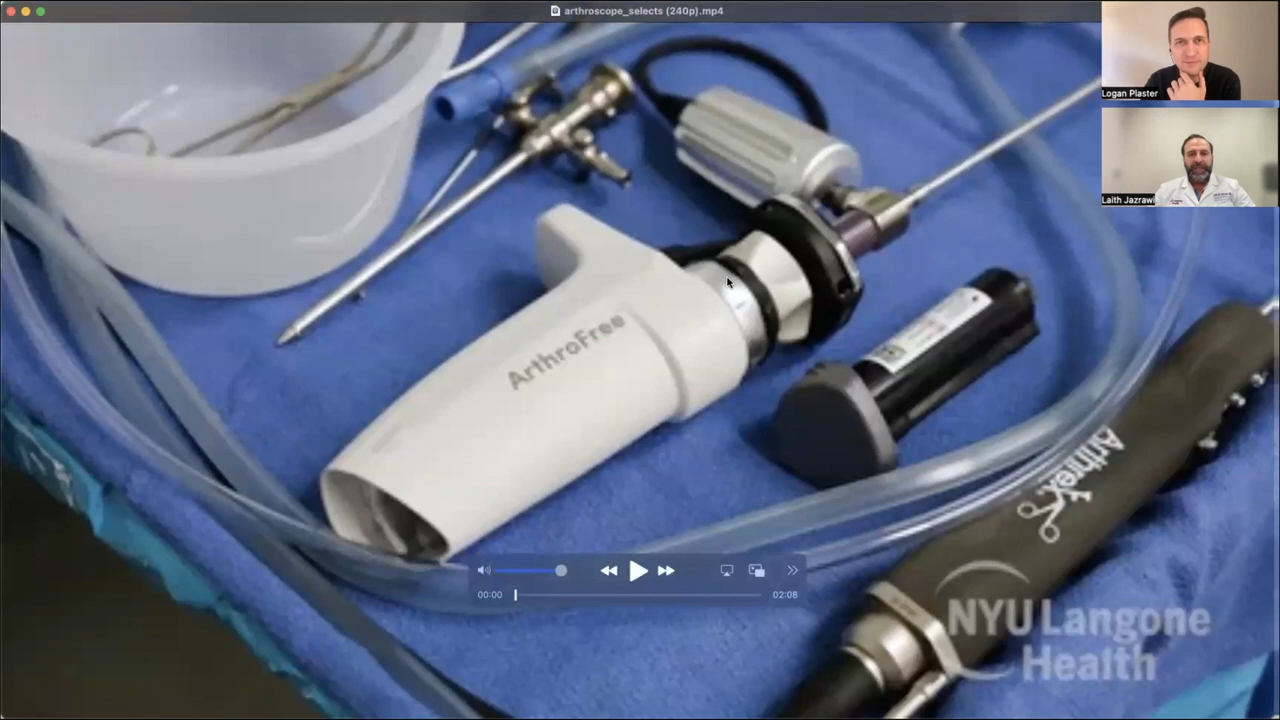 arthroscope_selects (240p).mp4
Logan Plaster
Laith Jazrawi
ArthroFree
Arthrex
00:00
02:08
NYU Langone
Health